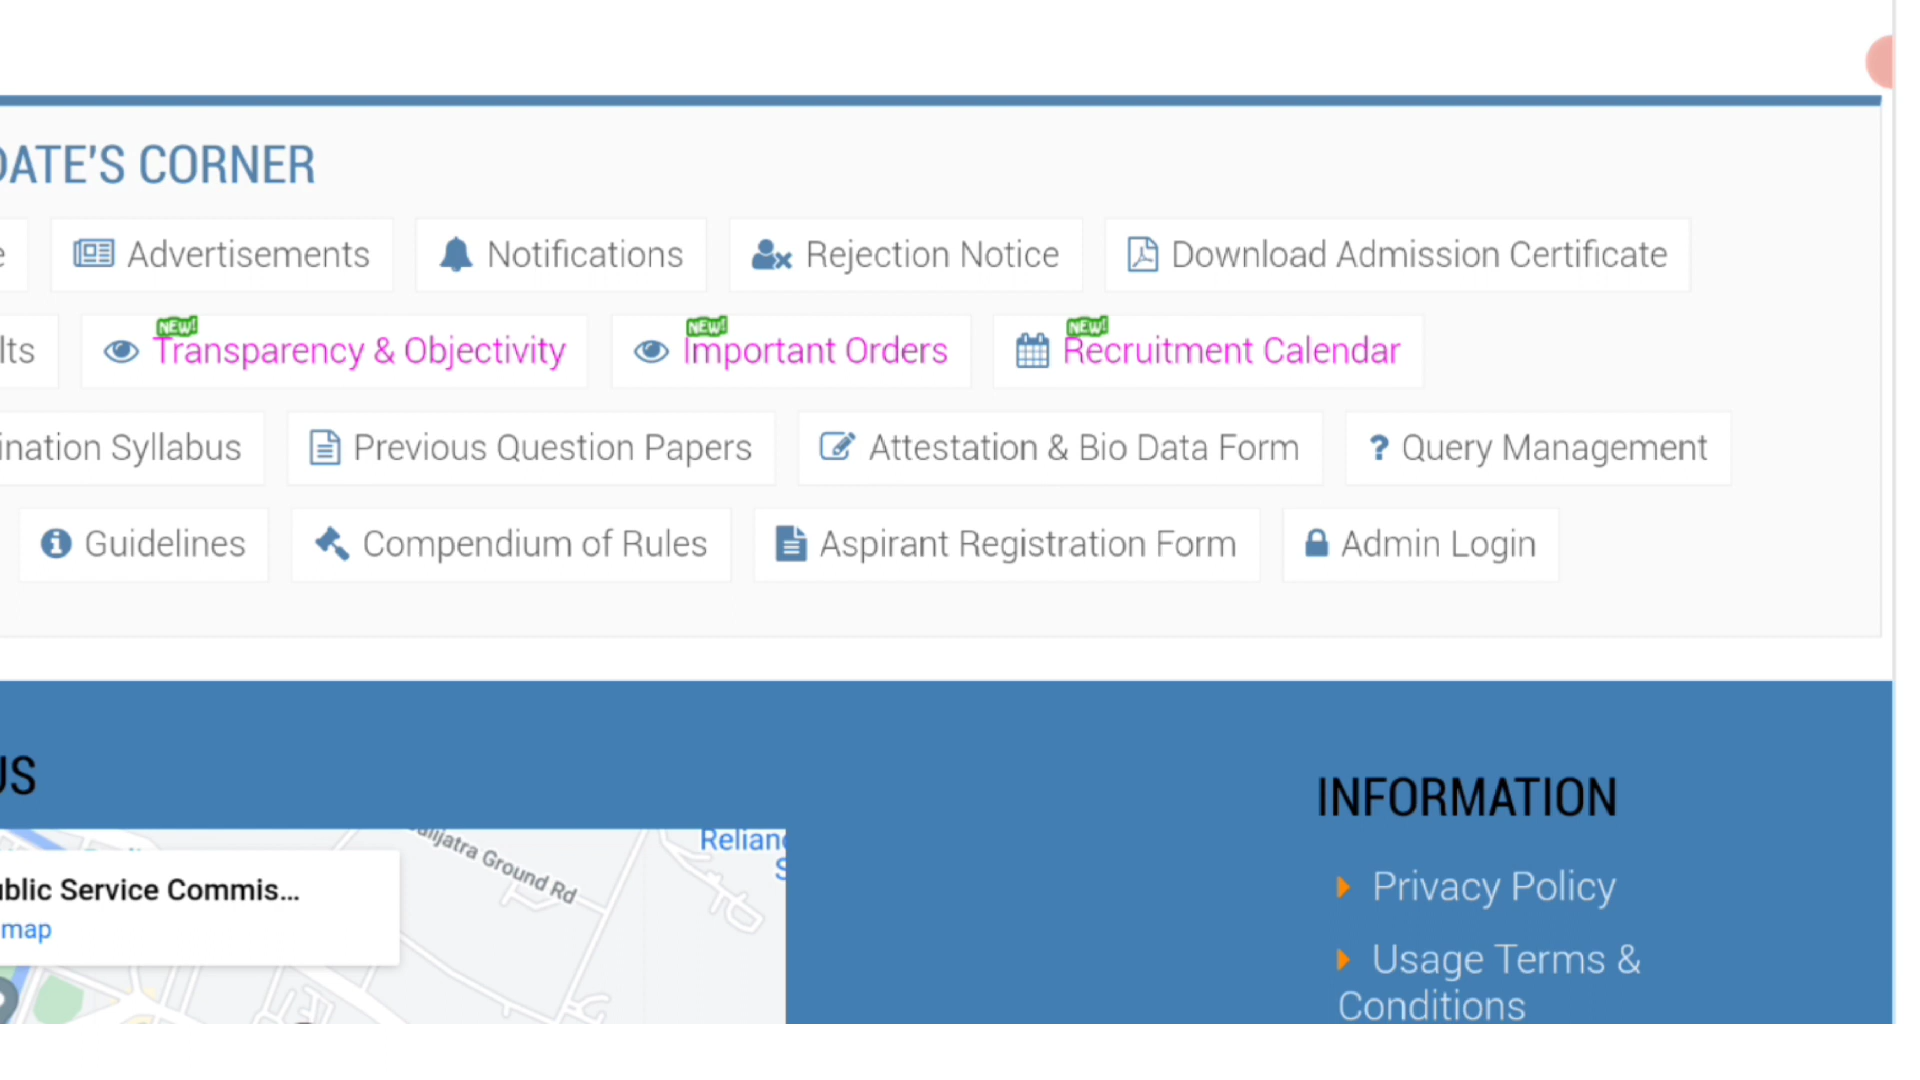 DATE'S CORNER
e Advertisements Notifications Rejection Notice Download Admission Certificate
NEW! NEW! NEW!
lts Transparency & Objectivity Important Orders Recruitment Calendar
ination Syllabus Previous Question Papers Attestation & Bio Data Form ? Query Management
Guidelines Compendium of Rules Aspirant Registration Form Admin Login
US
INFORMATION
alijatra Ground Rd
Relian
S
ublic Service Commis...
map
Privacy Policy
Usage Terms &
Conditions